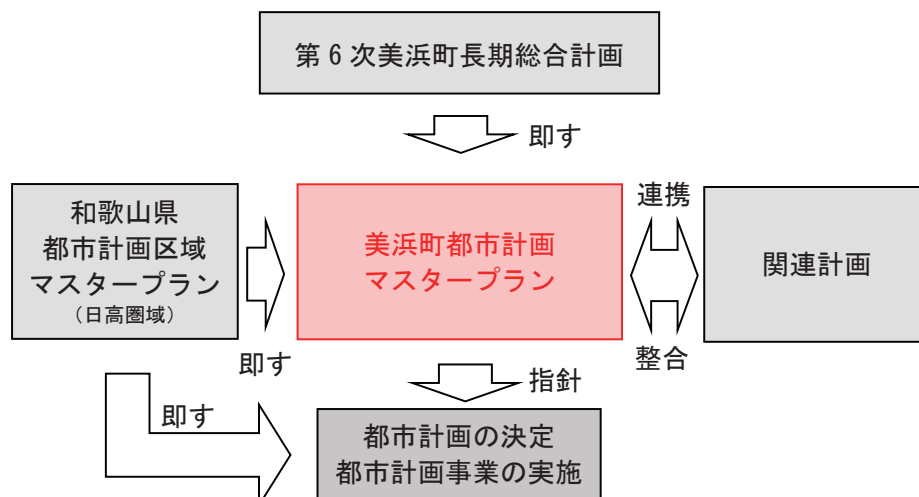 第6次美浜町長期総合計画
即す
和歌山県
都市計画区域
マスタープラン
（日高圏域）
即す
美浜町都市計画
マスタープラン
連携
整合
関連計画
指針
即す
都市計画の決定
都市計画事業の実施